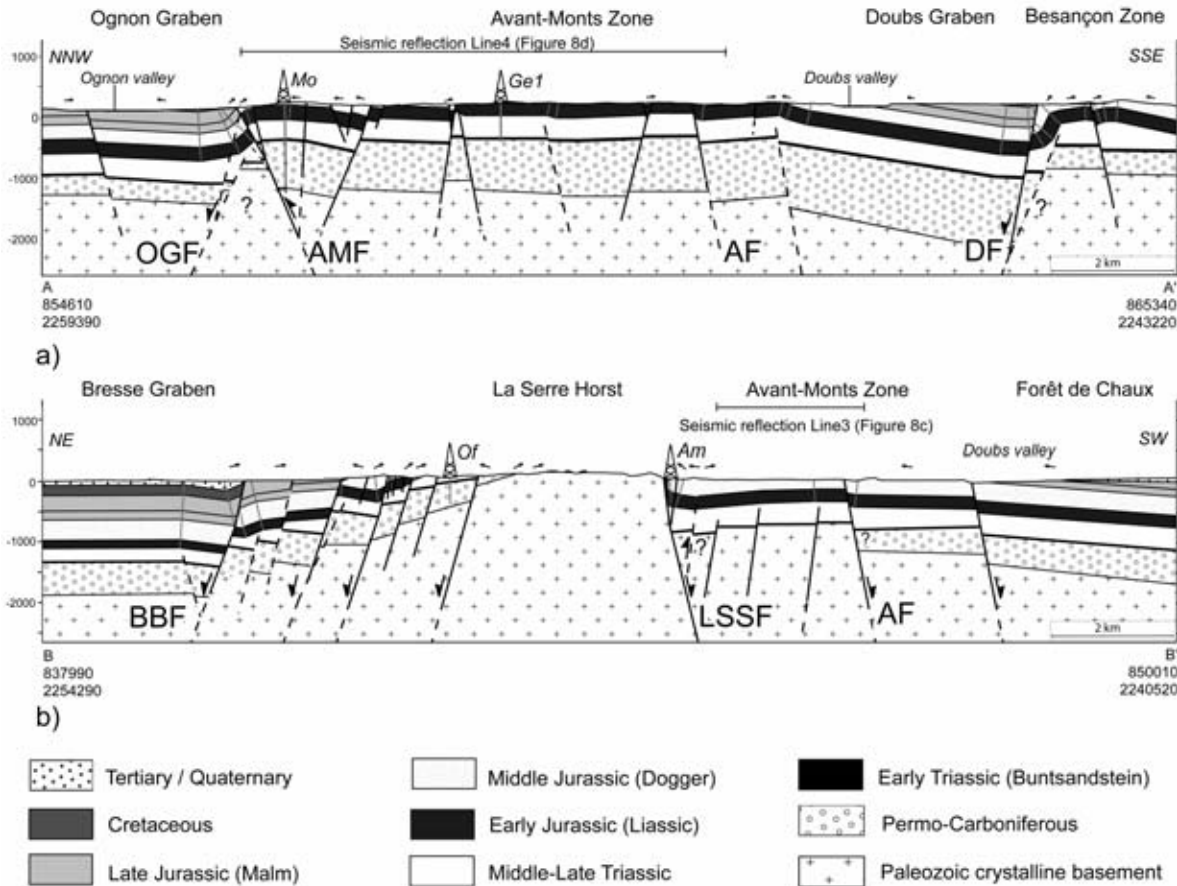 Ognon Graben Avant-Monts Zone Doubs Graben Besançon Zone
Seismic reflection Line4 (Figure 8d)
NNW SSE
Ognon valley Mo Ge1 Doubs valley
1000
0
-1000
-2000
? ?
OGF AMF AF DF
2 km
A A'
854610 865340
2259390 2243220
a)
Bresse Graben La Serre Horst Avant-Monts Zone Forêt de Chaux
Seismic reflection Line3 (Figure 8c)
NE SW
Of Am Doubs valley
1000
0
-1000
-2000
? ?
BBF LSSF AF
2 km
B B'
837990 850010
2254290 2240520
b)
Tertiary / Quaternary Middle Jurassic (Dogger) Early Triassic (Buntsandstein)
Cretaceous Early Jurassic (Liassic) Permo-Carboniferous
Late Jurassic (Malm) Middle-Late Triassic Paleozoic crystalline basement